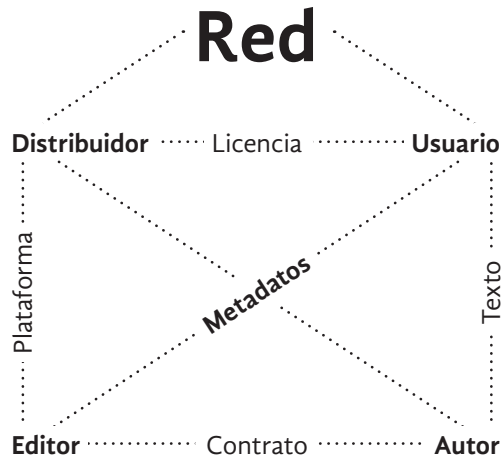 Red
Distribuidor Licencia Usuario
Plataforma
Metadatos
Texto
Editor Contrato Autor